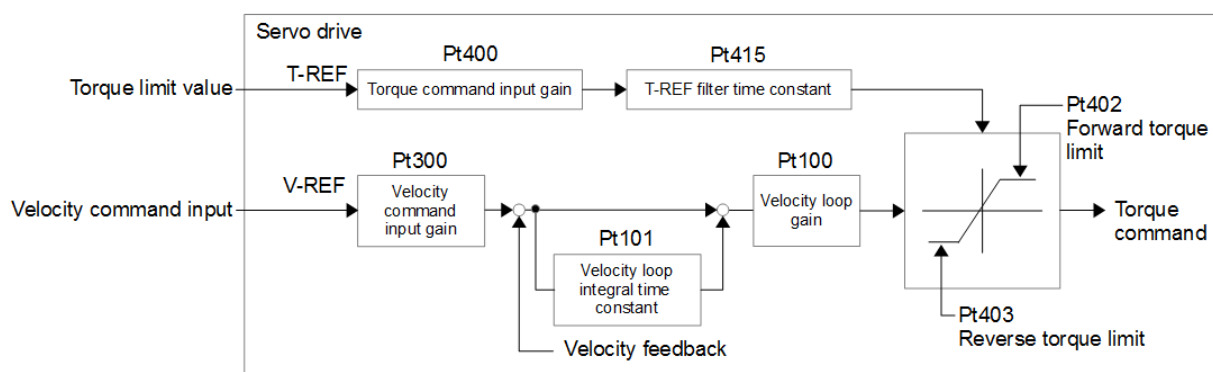 Servo drive
Pt400
Pt415
Torque limit value
T-REF
Torque command input gain
T-REF filter time constant
Pt402
Forward torque
limit
Pt300
Pt100
Velocity command input
V-REF
Velocity
command
input gain
Velocity loop
gain
Torque
command
Pt101
Velocity loop
integral time
constant
Pt403
Reverse torque limit
Velocity feedback